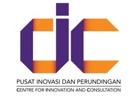 CIC
PUSAT INOVASI DAN PERUNDINGAN
CENTRE FOR INNOVATION AND CONSULTATION